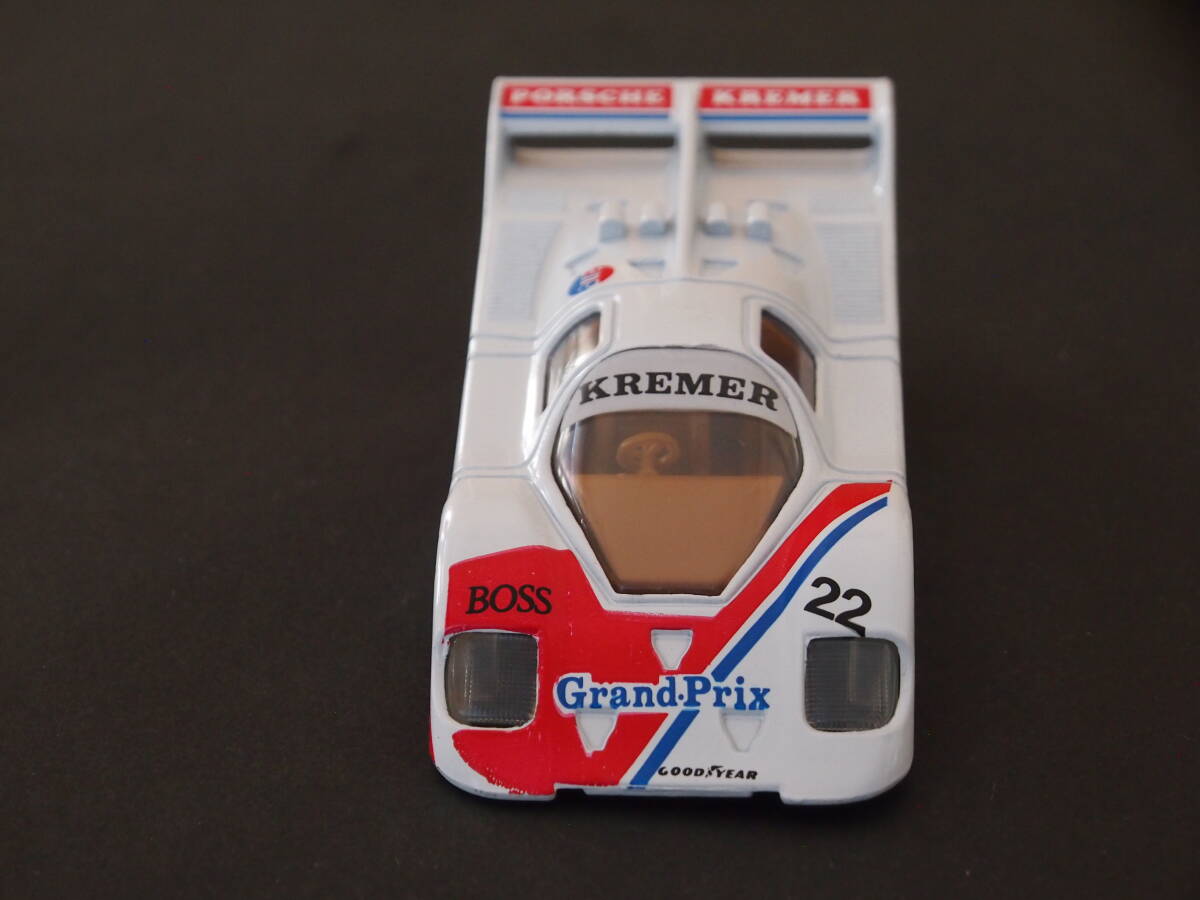 PORSCHE KREMER
KREMER
BOSS
22
Grand·Prix
GOODYEAR